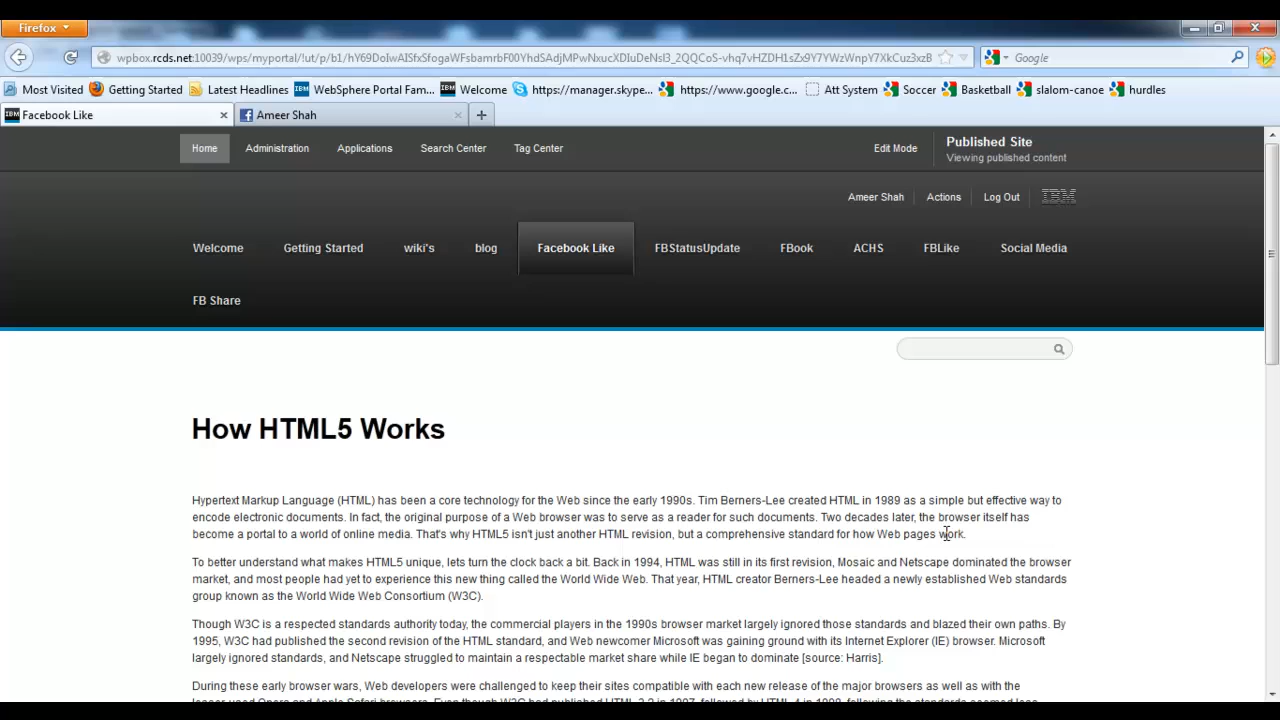 Firefox
wpbox.rcds.net:10039/wps/myportal/!ut/p/b1/
Google
Most Visited Getting Started Latest Headlines WebSphere Portal Fam... Welcome https://manager.skype... https://www.google.c... Att System Soccer Basketball slalom-canoe hurdles
Facebook Like Ameer Shah
Home Administration Applications Search Center Tag Center Edit Mode Published Site
Viewing published content
Ameer Shah Actions Log Out IBM
Welcome Getting Started wiki's blog Facebook Like FBStatusUpdate FBook ACHS FBLike Social Media
FB Share
How HTML5 Works
Hypertext Markup Language (HTML) has been a core technology for the Web since the early 1990s. Tim Berners-Lee created HTML in 1989 as a simple but effective way to
encode electronic documents. In fact, the original purpose of a Web browser was to serve as a reader for such documents. Two decades later, the browser itself has
become a portal to a world of online media. That's why HTML5 isn't just another HTML revision, but a comprehensive standard for how Web pages work.
To better understand what makes HTML5 unique, lets turn the clock back a bit. Back in 1994, HTML was still in its first revision, Mosaic and Netscape dominated the browser
market, and most people had yet to experience this new thing called the World Wide Web. That year, HTML creator Berners-Lee headed a newly established Web standards
group known as the World Wide Web Consortium (W3C).
Though W3C is a respected standards authority today, the commercial players in the 1990s browser market largely ignored those standards and blazed their own paths. By
1995, W3C had published the second revision of the HTML standard, and Web newcomer Microsoft was gaining ground with its Internet Explorer (IE) browser. Microsoft
largely ignored standards, and Netscape struggled to maintain a respectable market share while IE began to dominate [source: Harris].
During these early browser wars, Web developers were challenged to keep their sites compatible with each new release of the major browsers as well as with the